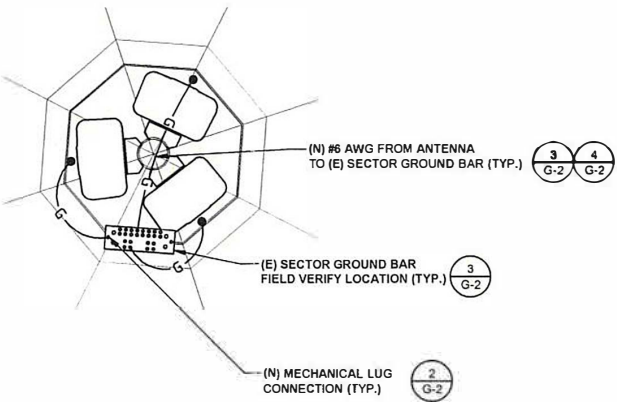 G
G
G
G
(N) #6 AWG FROM ANTENNA
TO (E) SECTOR GROUND BAR (TYP.)
3
G-2
4
G-2
(E) SECTOR GROUND BAR
FIELD VERIFY LOCATION (TYP.)
3
G-2
(N) MECHANICAL LUG
CONNECTION (TYP.)
2
G-2